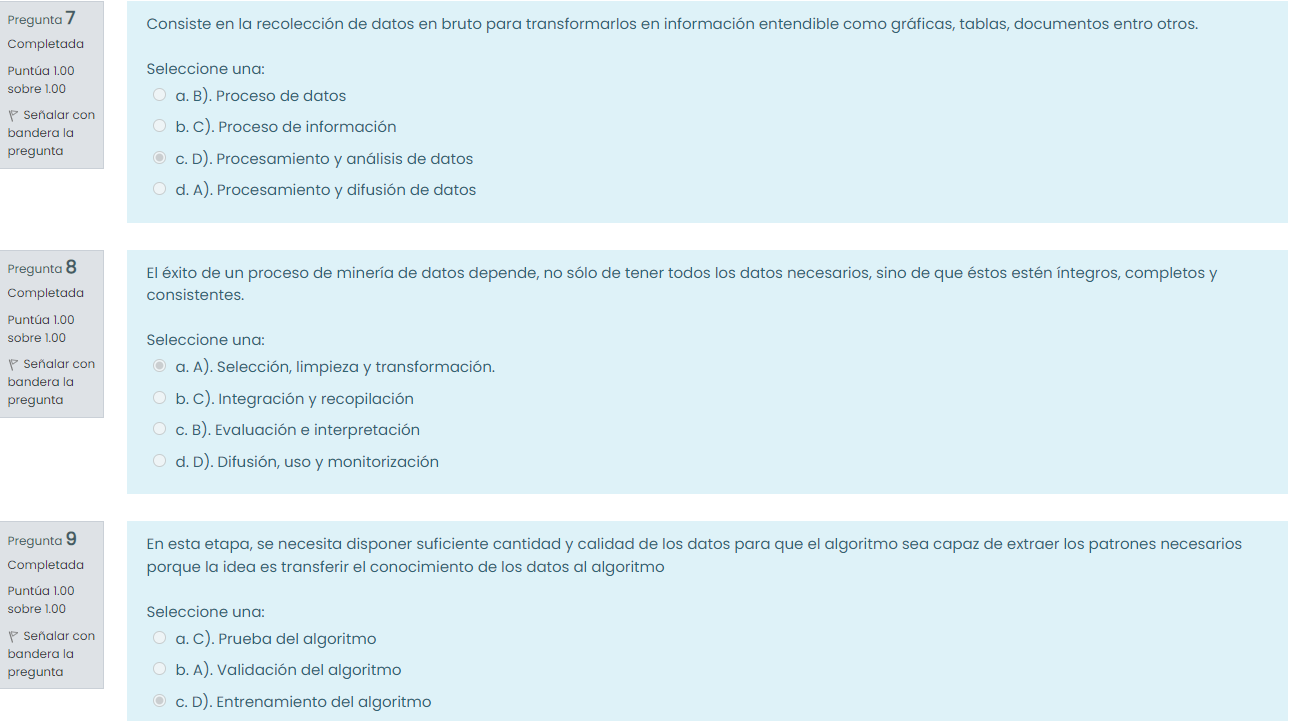 Pregunta 7
Completada
Puntúa 1.00
sobre 1.00
Señalar con
bandera la
pregunta
Consiste en la recolección de datos en bruto para transformarlos en información entendible como gráficas, tablas, documentos entro otros.
Seleccione una:
a. B). Proceso de datos
b. C). Proceso de información
c. D). Procesamiento y análisis de datos
d. A). Procesamiento y difusión de datos
Pregunta 8
Completada
Puntúa 1.00
sobre 1.00
Señalar con
bandera la
pregunta
El éxito de un proceso de minería de datos depende, no sólo de tener todos los datos necesarios, sino de que éstos estén íntegros, completos y
consistentes.
Seleccione una:
a. A). Selección, limpieza y transformación.
b. C). Integración y recopilación
c. B). Evaluación e interpretación
d. D). Difusión, uso y monitorización
Pregunta 9
Completada
Puntúa 1.00
sobre 1.00
Señalar con
bandera la
pregunta
En esta etapa, se necesita disponer suficiente cantidad y calidad de los datos para que el algoritmo sea capaz de extraer los patrones necesarios
porque la idea es transferir el conocimiento de los datos al algoritmo
Seleccione una:
a. C). Prueba del algoritmo
b. A). Validación del algoritmo
c. D). Entrenamiento del algoritmo